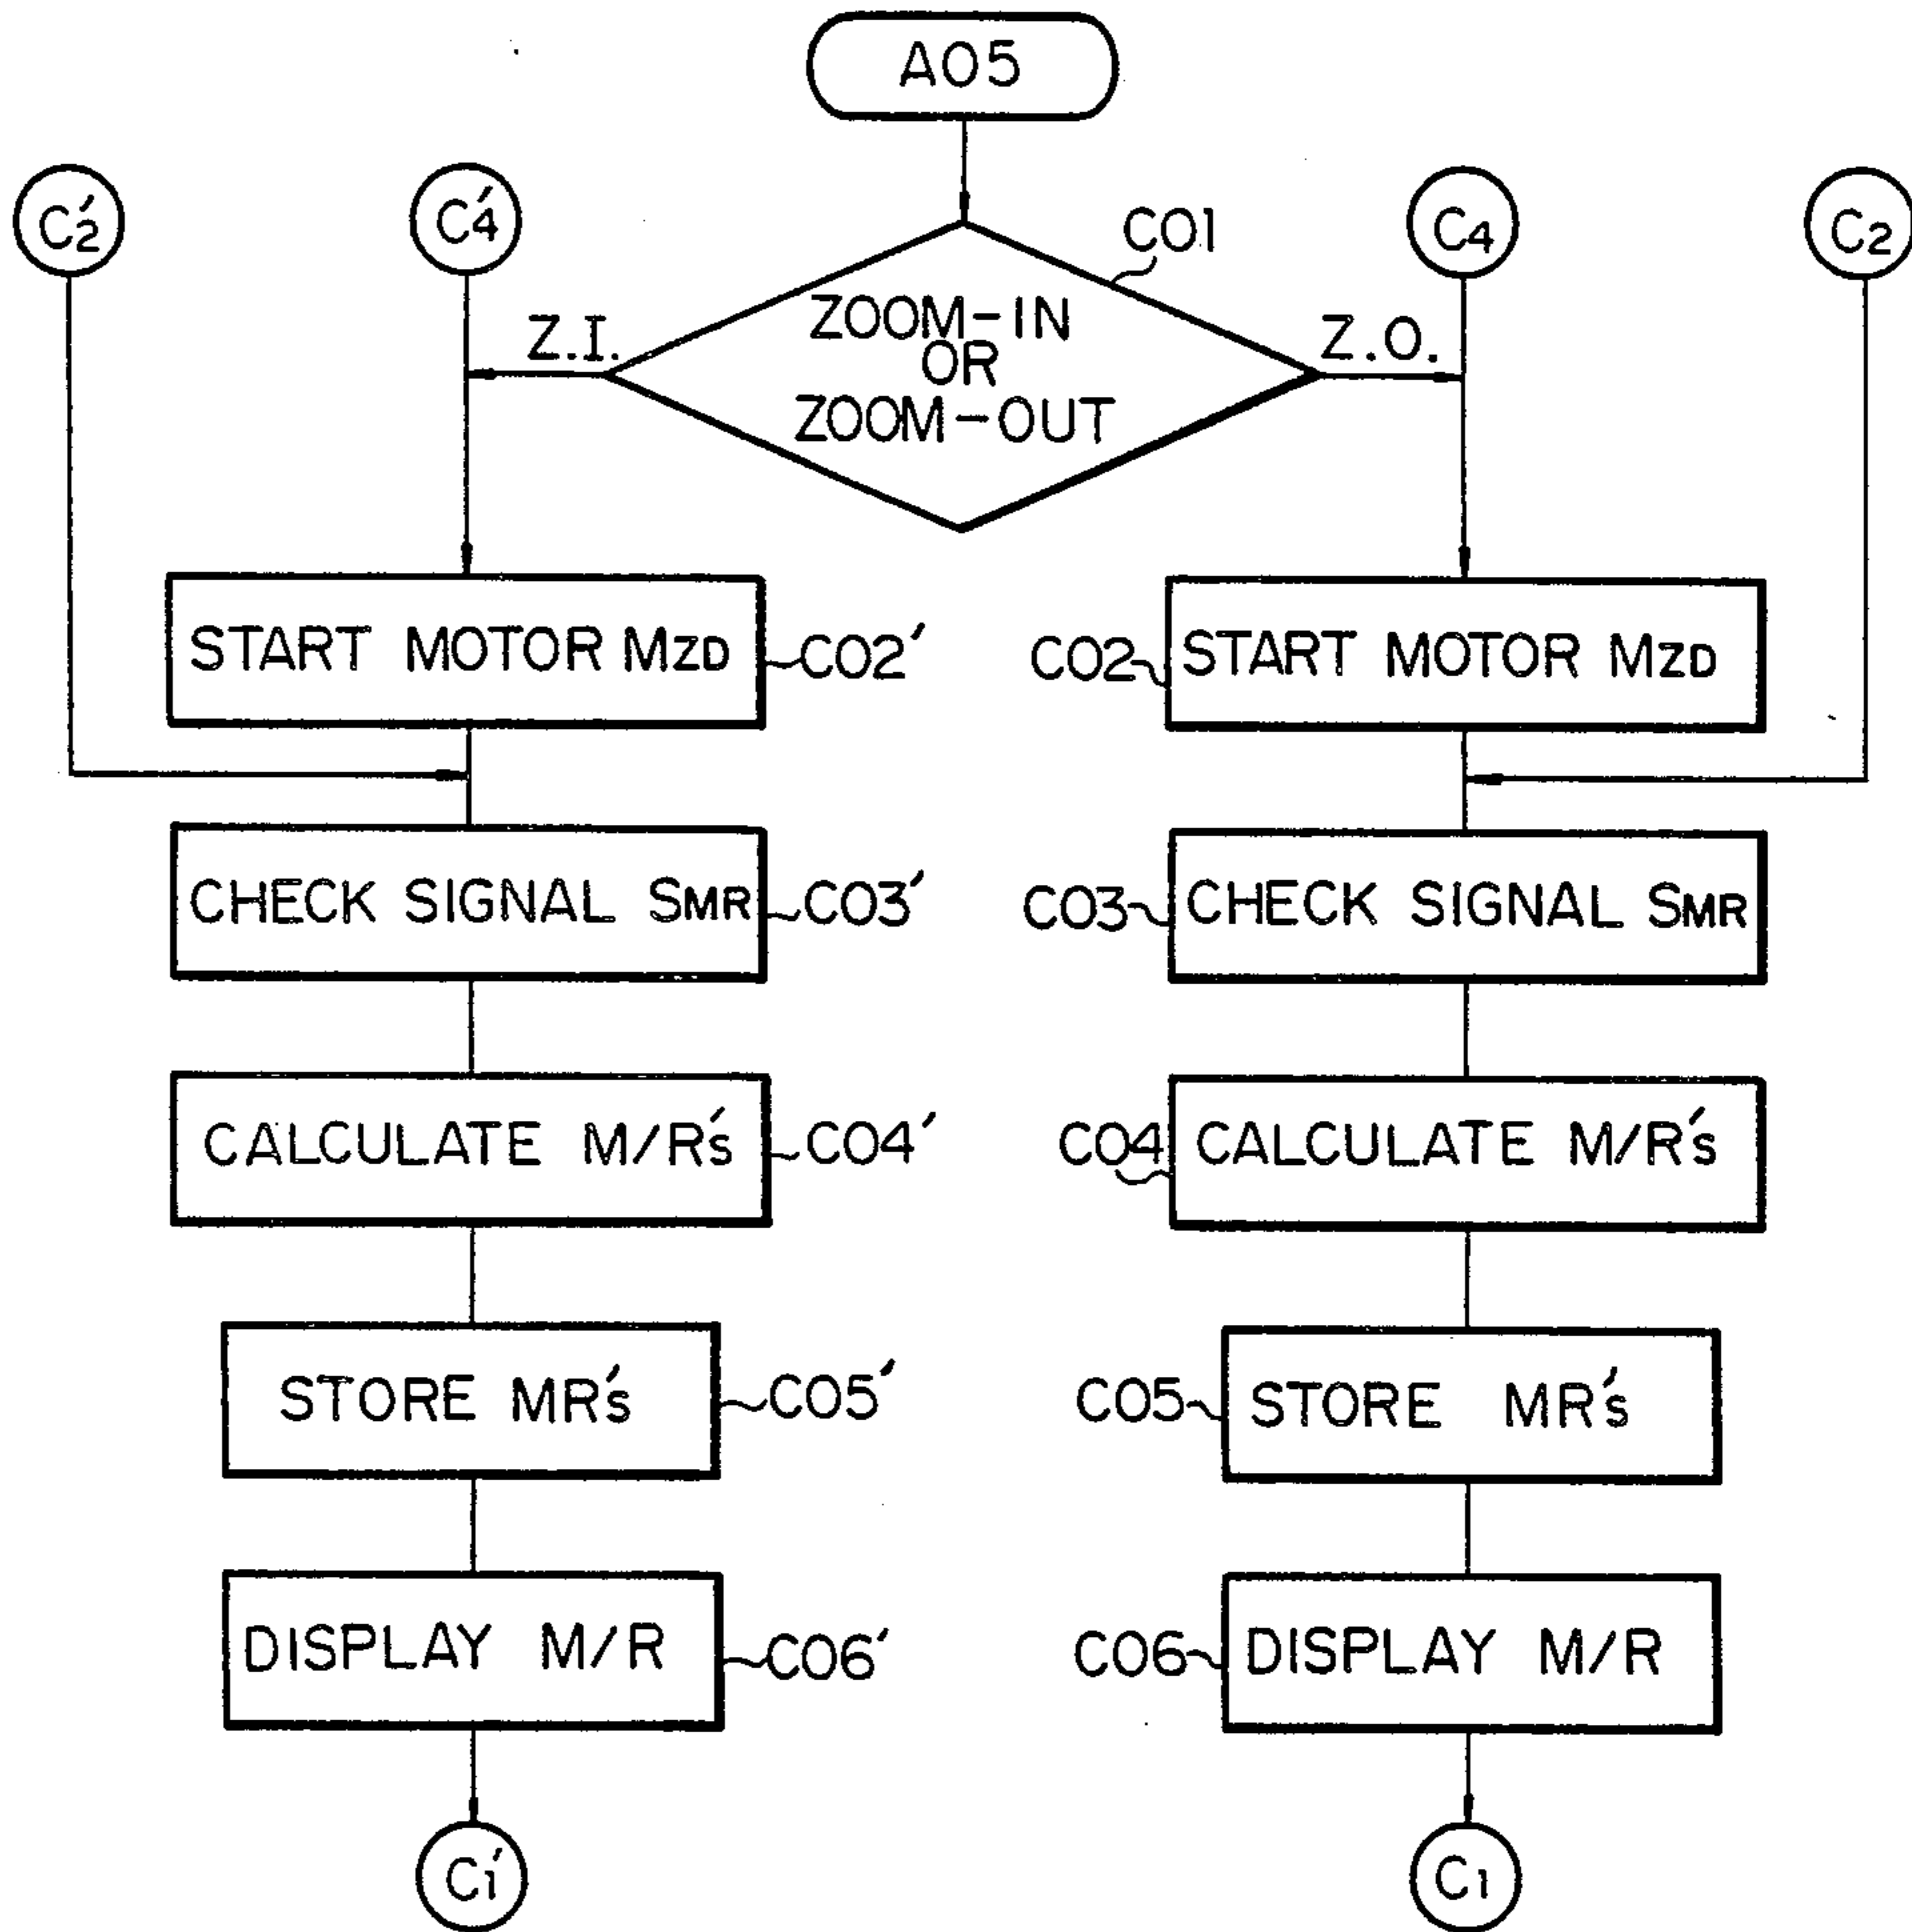 A05
C'2
C'4
C01
C4
C2
Z.I.
ZOOM-IN
OR
ZOOM-OUT
Z.O.
START MOTOR MZD
C02'
C02
START MOTOR MZD
CHECK SIGNAL SMR
C03'
C03
CHECK SIGNAL SMR
CALCULATE M/R's
C04'
C04
CALCULATE M/R's
STORE MR's
C05'
C05
STORE MR's
DISPLAY M/R
C06'
C06
DISPLAY M/R
C1'
C1